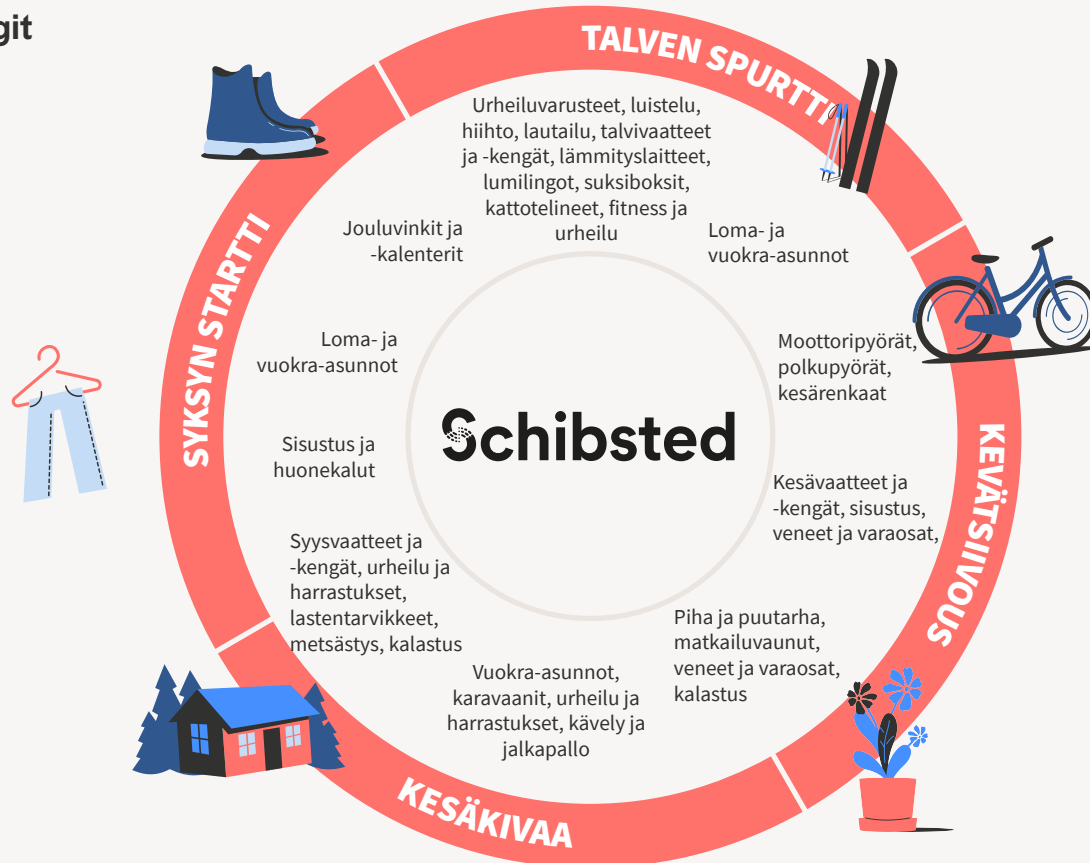 git
TALVEN SPURTTI
Urheiluvarusteet, luistelu,
hiihto, lautailu, talvivaatteet
ja -kengät, lämmityslaitteet,
lumilingot, suksiboksit,
kattotelineet, fitness ja
urheilu
Loma- ja
vuokra-asunnot
Moottoripyörät,
polkupyörät,
kesärenkaat
KEVÄTSIIVOUS
Kesävaatteet ja
-kengät, sisustus,
veneet ja varaosat,
Piha ja puutarha,
matkailuvaunut,
veneet ja varaosat,
kalastus
KESÄKIVAA
Vuokra-asunnot,
karavaanit, urheilu ja
harrastukset, kävely ja
jalkapallo
SYKSYN STARTTI
Syysvaatteet ja
-kengät, urheilu ja
harrastukset,
lastentarvikkeet,
metsästys, kalastus
Sisustus ja
huonekalut
Loma- ja
vuokra-asunnot
Jouluvinkit ja
-kalenterit
Schibsted